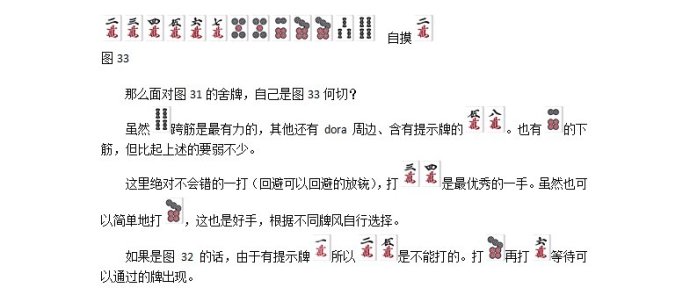 二萬 三萬 四萬 伍萬 六萬 七萬 自摸 二萬
图 33
那么面对图 31 的舍牌，自己是图 33 何切？
虽然 跨筋是最有力的，其他还有 dora 周边、含有提示牌的 伍萬 八萬 。也有 的下
筋，但比起上述的要弱不少。
这里绝对不会错的一打（回避可以回避的放铳），打 三萬 四萬 是最优秀的一手。虽然也可
以简单地打 ，这也是好手，根据不同牌风自行选择。
如果是图 32 的话，由于有提示牌 一萬 所以 二萬 伍萬 是不能打的。打 再打 六萬 等待可
以通过的牌出现。